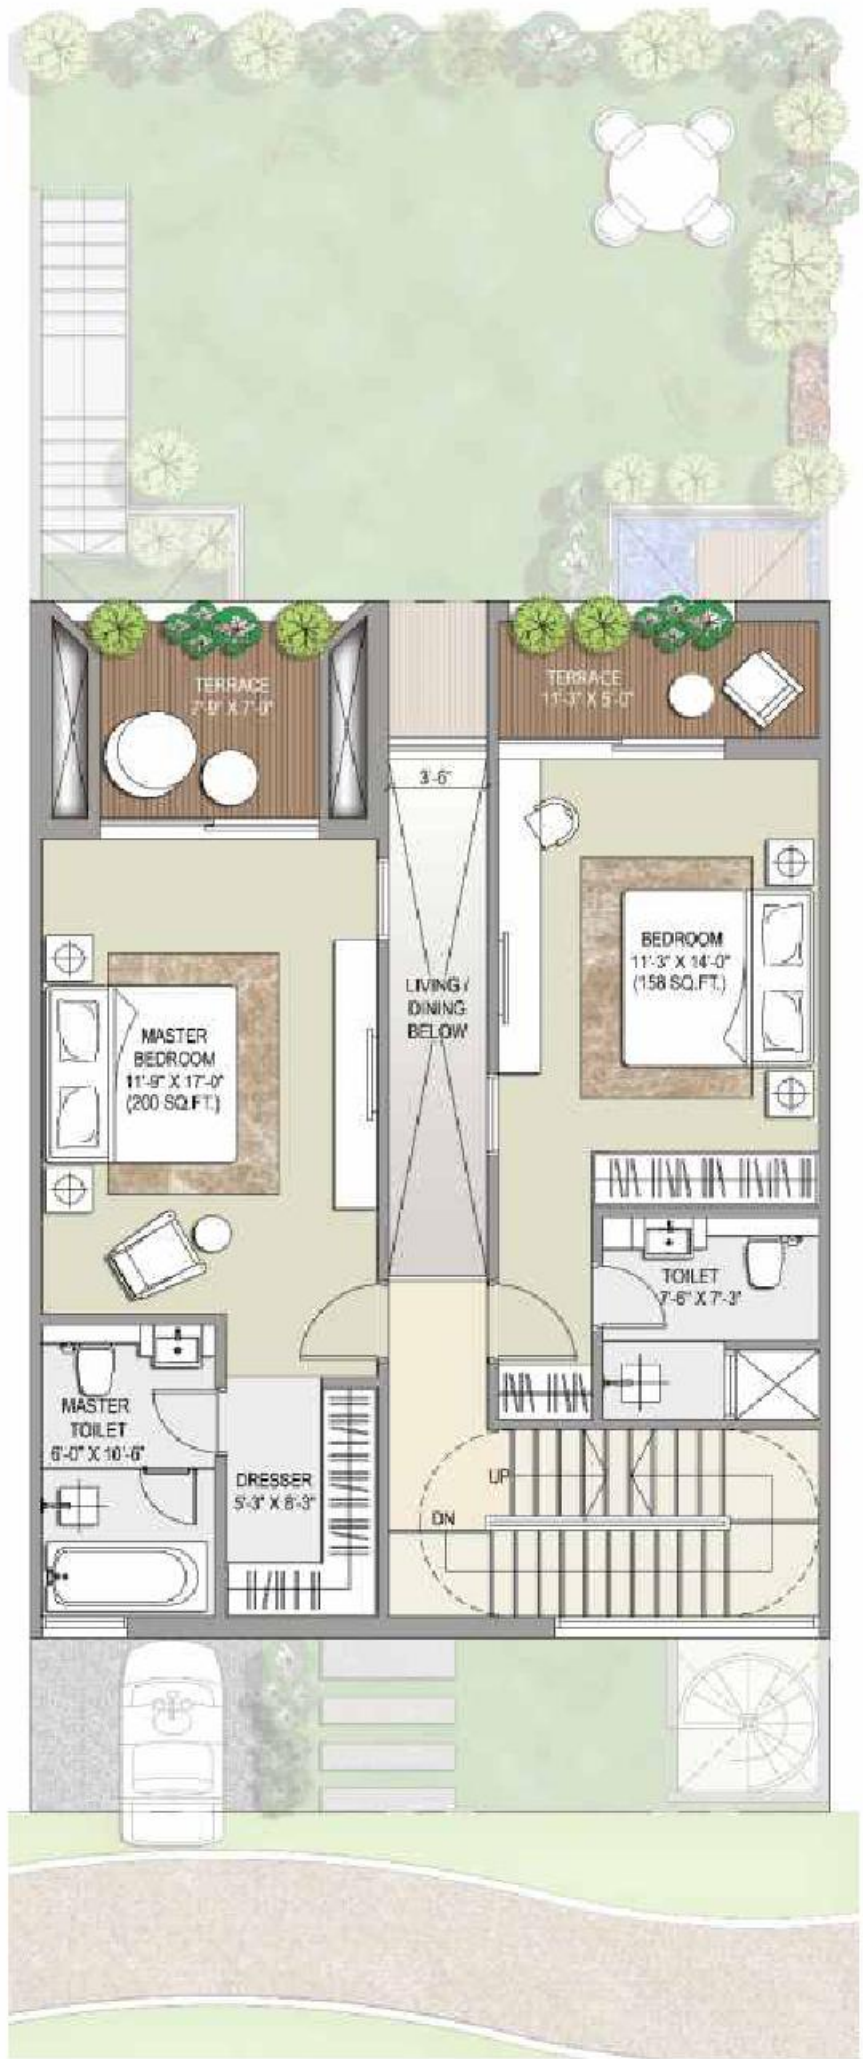 TERRACE
7'-9" X 7'-9"
TERRACE
11'-3" X 5'-0"
3'-6"
LIVING /
DINING
BELOW
BEDROOM
11'-3" X 14'-0"
(158 SQ.FT.)
MASTER
BEDROOM
11'-9" X 17'-0"
(200 SQ.FT.)
TOILET
7'-6" X 7'-3"
MASTER
TOILET
6'-0" X 10'-6"
DRESSER
5'-3" X 8'-3"
UP
DN